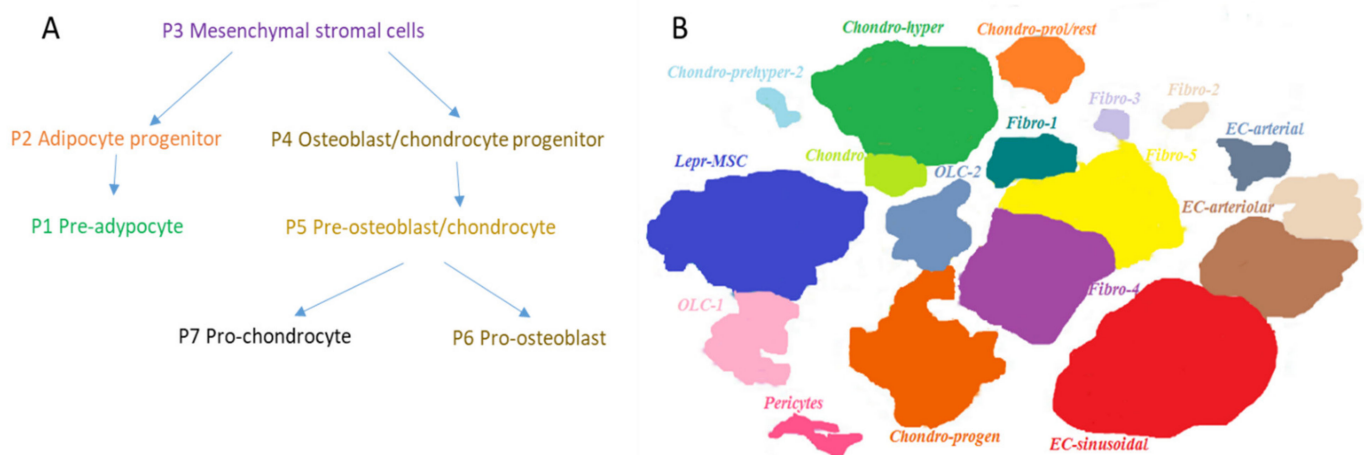 A
P3 Mesenchymal stromal cells
P2 Adipocyte progenitor
P4 Osteoblast/chondrocyte progenitor
P1 Pre-adypocyte
P5 Pre-osteoblast/chondrocyte
P7 Pro-chondrocyte
P6 Pro-osteoblast
B
Chondro-hyper
Chondro-prol/rest
Chondro-prehyper-2
Fibro-3
Fibro-2
Fibro-1
EC-arterial
Chondro
Fibro-5
Lepr-MSC
OLC-2
EC-arteriolar
Fibro-4
OLC-1
Pericytes
Chondro-progen
EC-sinusoidal